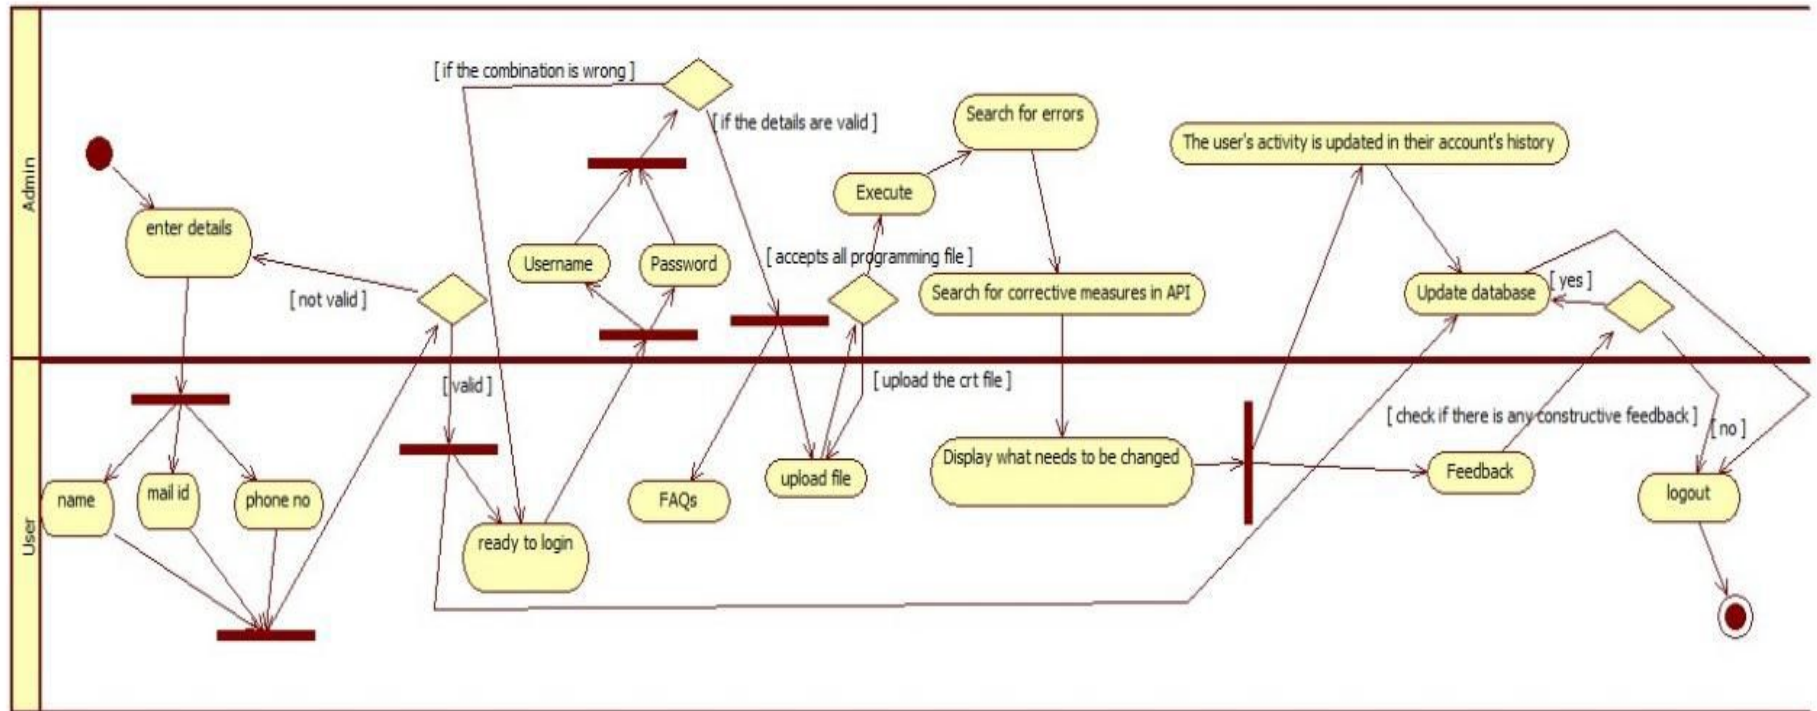 Admin
[ if the combination is wrong ]
[ if the details are valid ]
Search for errors
The user's activity is updated in their account's history
Execute
enter details
Username
Password
[ accepts all programming file ]
[ not valid ]
Search for corrective measures in API
Update database
[ yes ]
User
[ valid ]
[ upload the crt file ]
[ check if there is any constructive feedback ]
[ no ]
name
mail id
phone no
ready to login
FAQs
upload file
Display what needs to be changed
Feedback
logout